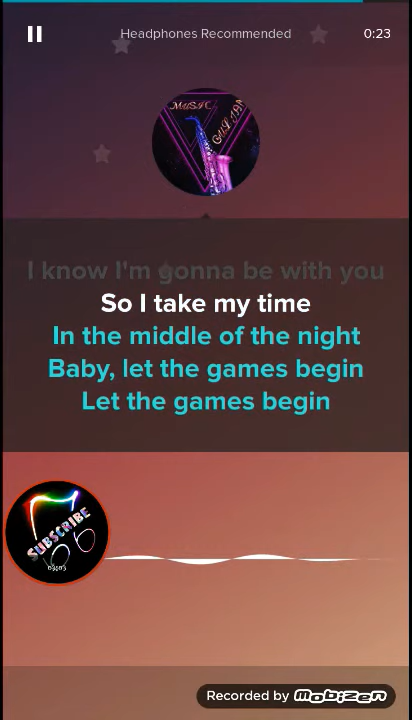 Headphones Recommended
0:23
MUSIC
I know I'm gonna be with you
So I take my time
In the middle of the night
Baby, let the games begin
Let the games begin
SUBSCRIBE
Recorded by Mobizen